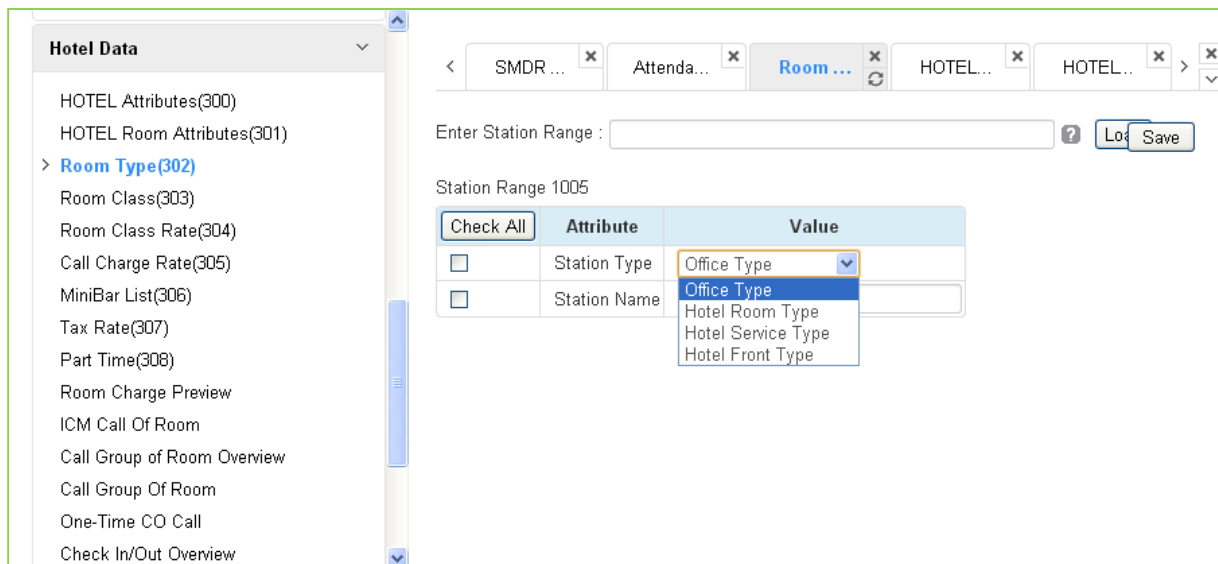 Hotel Data
HOTEL Attributes(300)
HOTEL Room Attributes(301)
Room Type(302)
Room Class(303)
Room Class Rate(304)
Call Charge Rate(305)
MiniBar List(306)
Tax Rate(307)
Part Time(308)
Room Charge Preview
ICM Call Of Room
Call Group of Room Overview
Call Group Of Room
One-Time CO Call
Check In/Out Overview
SMDR ... Attenda... Room ... HOTEL... HOTEL..
Enter Station Range : ? Loa Save
Station Range 1005
Check All Attribute Value
Station Type Office Type
Station Name
Office Type
Hotel Room Type
Hotel Service Type
Hotel Front Type